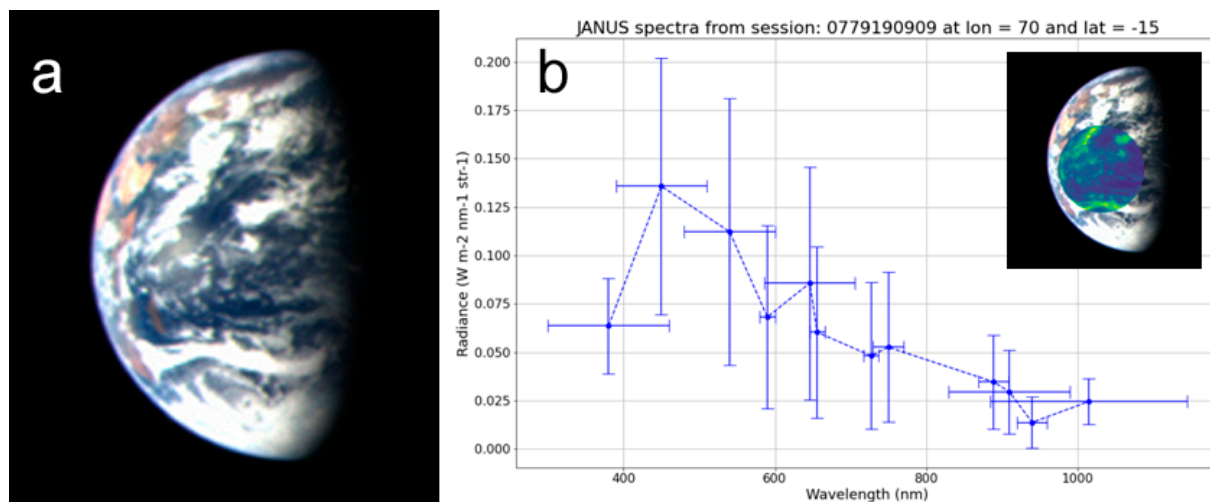 a
JANUS spectra from session: 0779190909 at lon = 70 and lat = -15
b
Radiance (W m-2 nm-1 str-1)
0.200
0.175
0.150
0.125
0.100
0.075
0.050
0.025
0.000
400 600 800 1000
Wavelength (nm)